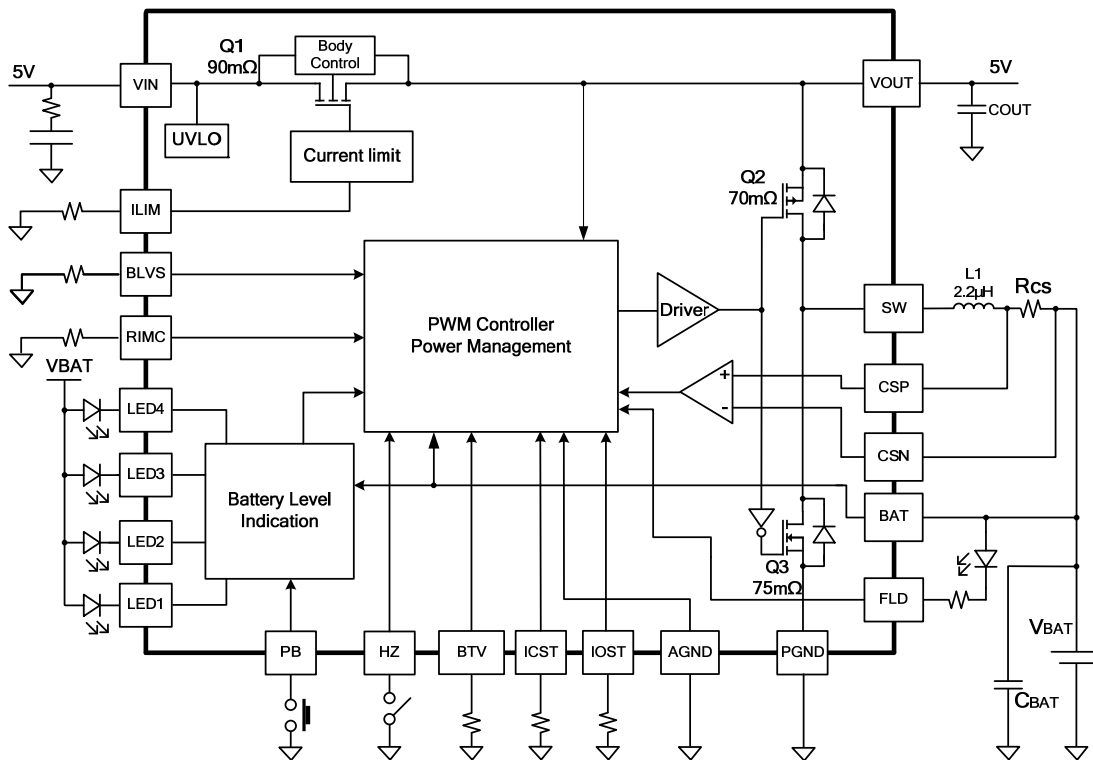 Q1
90mΩ
Body
Control
5V
VIN
UVLO
Current limit
VOUT
5V
COUT
Q2
70mΩ
ILIM
BLVS
RIMC
VBAT
PWM Controller
Power Management
Driver
SW
L1
2.2µH
Rcs
CSP
+
-
CSN
LED4
LED3
LED2
LED1
Battery Level
Indication
BAT
Q3
75mΩ
FLD
PB
HZ
BTV
ICST
IOST
AGND
PGND
VBAT
CBAT